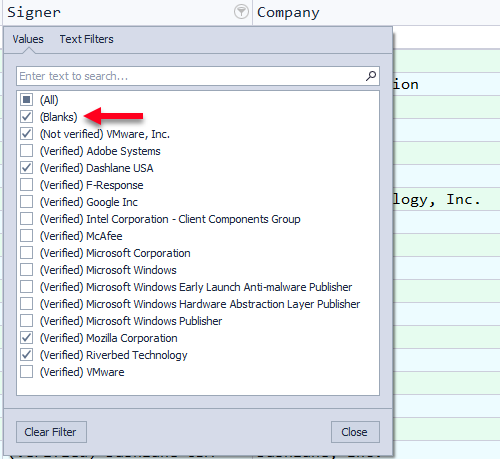 Signer Company
Values Text Filters
Enter text to search...
(All)
(Blanks)
(Not verified) VMware, Inc.
(Verified) Adobe Systems
(Verified) Dashlane USA
(Verified) F-Response
(Verified) Google Inc
(Verified) Intel Corporation - Client Components Group
(Verified) McAfee
(Verified) Microsoft Corporation
(Verified) Microsoft Windows
(Verified) Microsoft Windows Early Launch Anti-malware Publisher
(Verified) Microsoft Windows Hardware Abstraction Layer Publisher
(Verified) Microsoft Windows Publisher
(Verified) Mozilla Corporation
(Verified) Riverbed Technology
(Verified) VMware
ion
logy, Inc.
Clear Filter Close